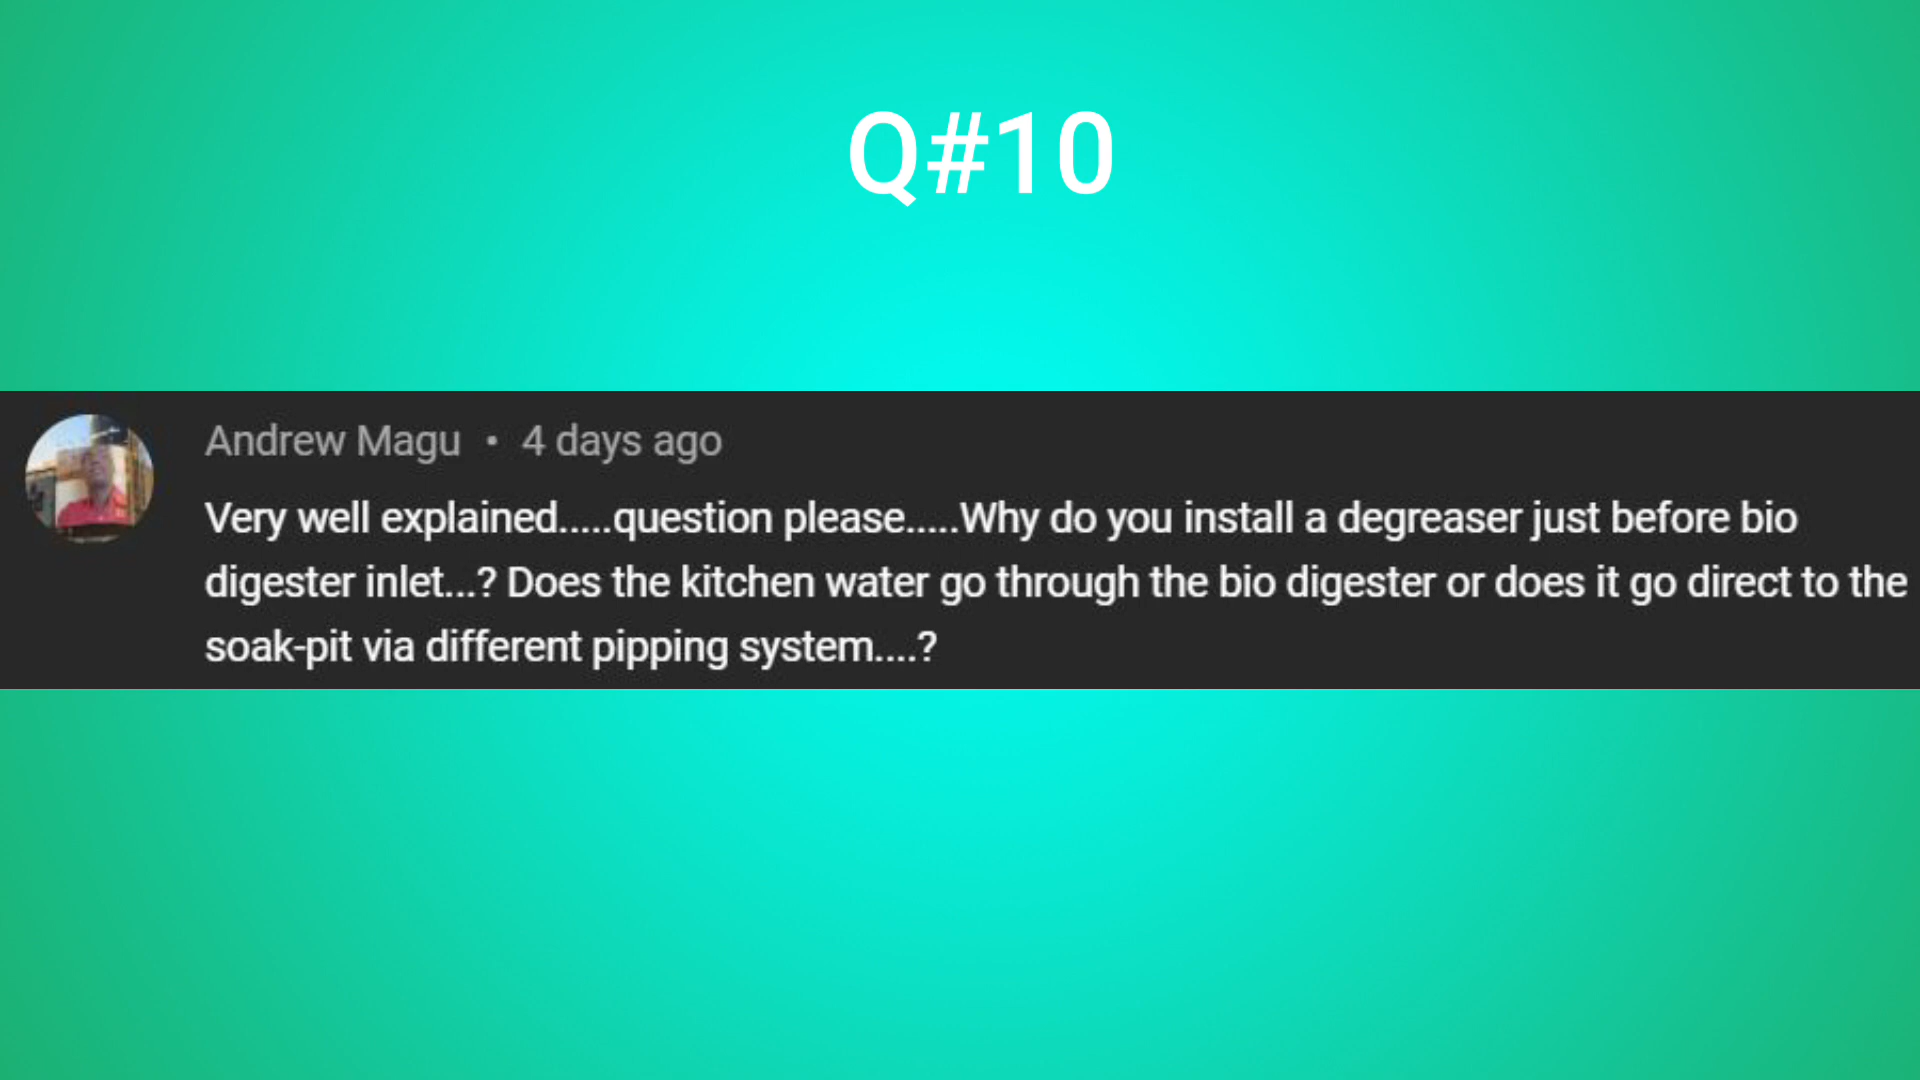 Q#10
Andrew Magu • 4 days ago
Very well explained.....question please.....Why do you install a degreaser just before bio
digester inlet...? Does the kitchen water go through the bio digester or does it go direct to the
soak-pit via different pipping system....?